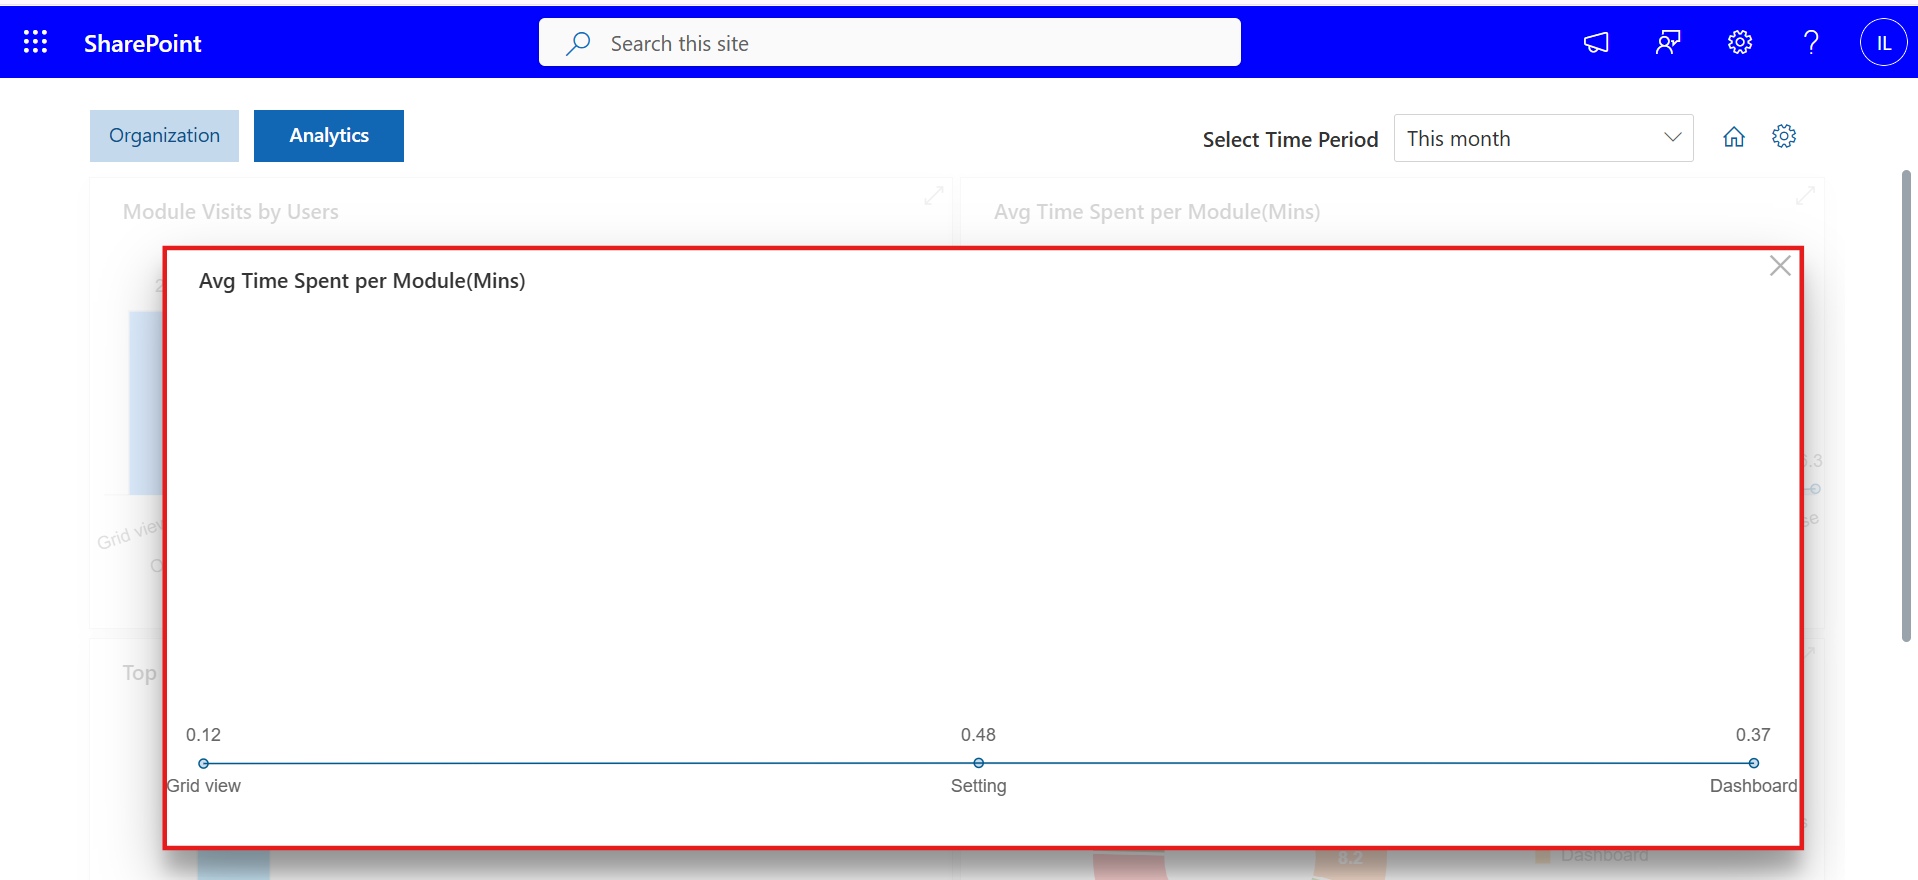 SharePoint
Search this site
IL
Organization
Analytics
Select Time Period
This month
Module Visits by Users
Avg Time Spent per Module(Mins)
Avg Time Spent per Module(Mins)
Grid view
Top
0.12
0.48
0.37
Grid view
Setting
Dashboard
8.2
Dashboard